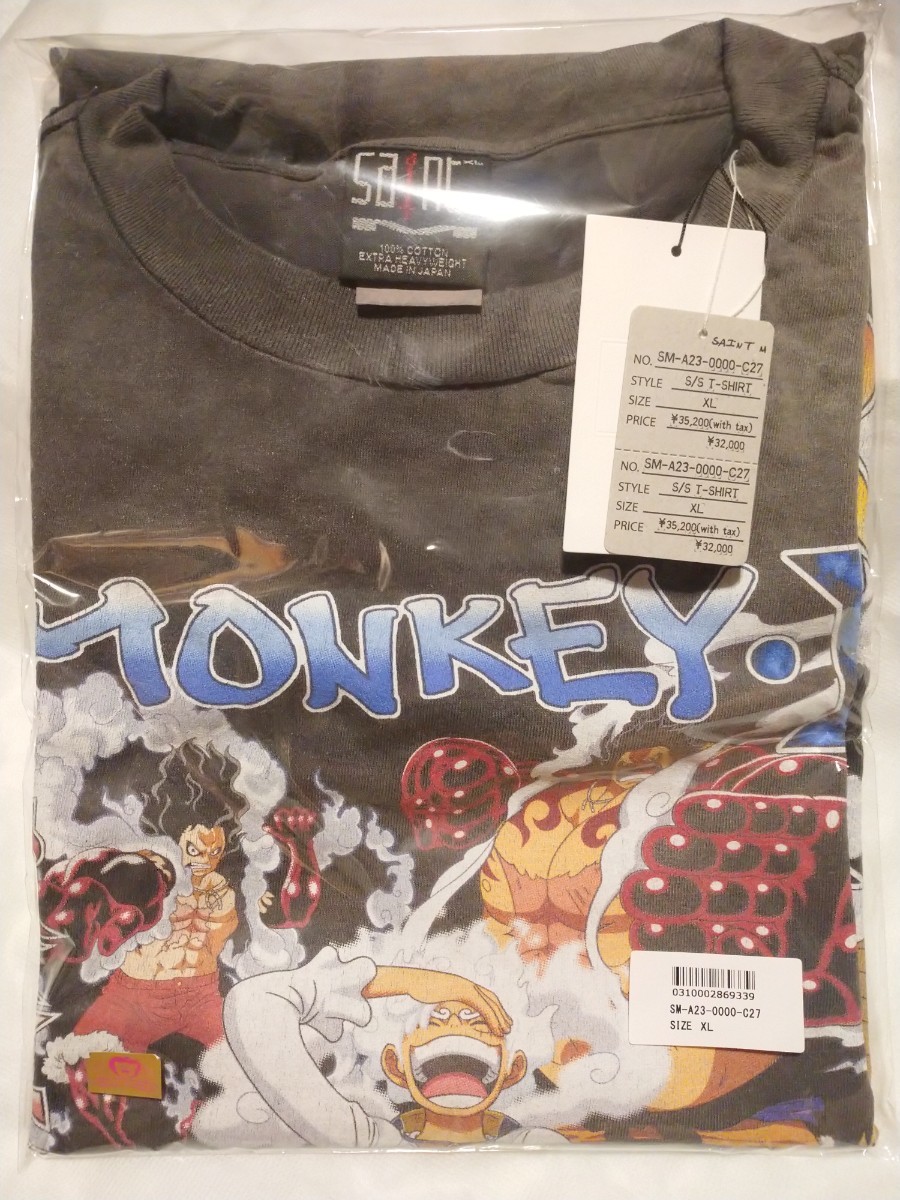 SAINT
XL
100% COTTON
EXTRA HEAVYWEIGHT
MADE IN JAPAN
SAINT M
NO. SM-A23-0000-C27
STYLE S/S T-SHIRT
SIZE XL
PRICE ¥35,200(with tax)
¥32,000
NO. SM-A23-0000-C27
STYLE S/S T-SHIRT
SIZE XL
PRICE ¥35,200(with tax)
¥32,000
MONKEY·
0310002869339
SM-A23-0000-C27
SIZE XL